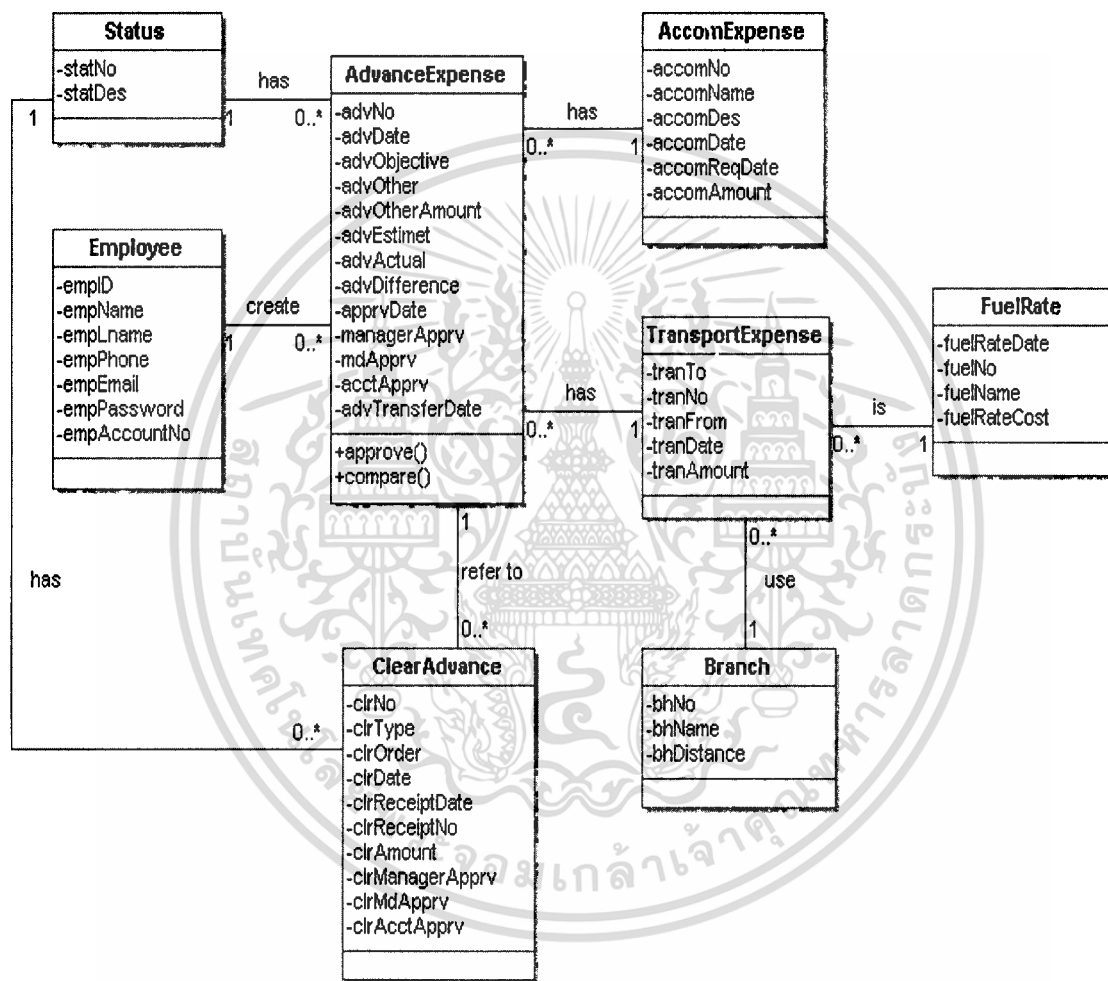 Status
-statNo
-statDes
1
1
has
0..*
AdvanceExpense
-advNo
-advDate
-advObjective
-advOther
-advOtherAmount
-advEstimet
-advActual
-advDifference
-apprvDate
-managerApprv
-mdApprv
-acctApprv
-advTransferDate
+approve()
+compare()
has
0..*
1
AccomExpense
-accomNo
-accomName
-accomDes
-accomDate
-accomReqDate
-accomAmount
Employee
-empID
-empName
-empLname
-empPhone
-empEmail
-empPassword
-empAccountNo
create
1
0..*
has
0..*
1
TransportExpense
-tranTo
-tranNo
-tranFrom
-tranDate
-tranAmount
is
0..*
1
FuelRate
-fuelRateDate
-fuelNo
-fuelName
-fuelRateCost
1
refer to
0..*
0..*
use
1
has
0..*
ClearAdvance
-clrNo
-clrType
-clrOrder
-clrDate
-clrReceiptDate
-clrReceiptNo
-clrAmount
-clrManagerApprv
-clrMdApprv
-clrAcctApprv
Branch
-bhNo
-bhName
-bhDistance